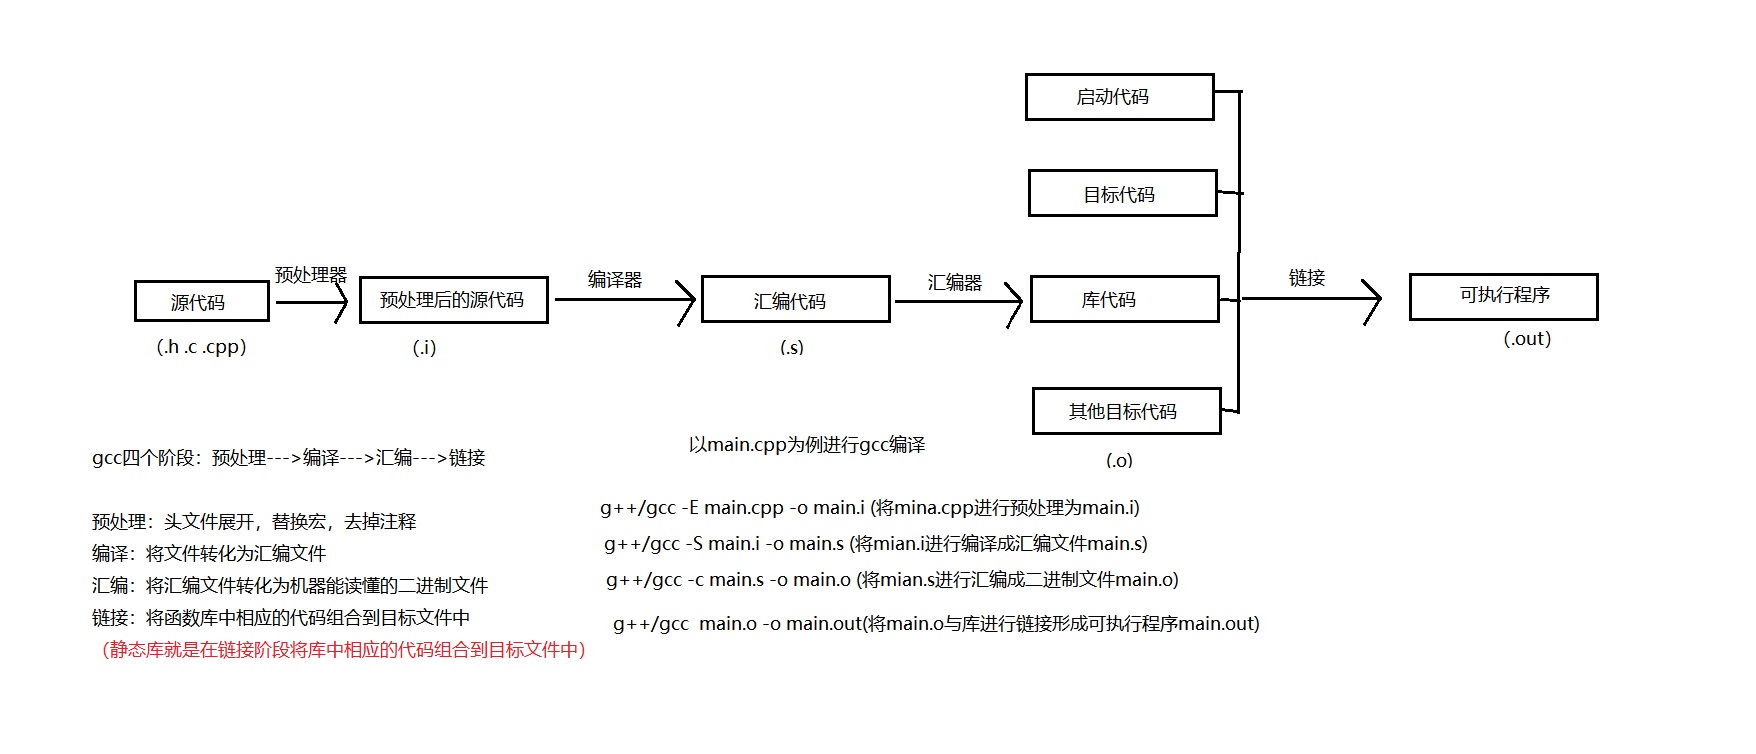 启动代码
目标代码
预处理器
编译器
汇编器
链接
源代码
预处理后的源代码
汇编代码
库代码
可执行程序
（.h .c .cpp）
（.i）
(.s)
（.out）
其他目标代码
(.o)
以main.cpp为例进行gcc编译
gcc四个阶段：预处理--->编译--->汇编--->链接
预处理：头文件展开，替换宏，去掉注释
编译：将文件转化为汇编文件
汇编：将汇编文件转化为机器能读懂的二进制文件
链接：将函数库中相应的代码组合到目标文件中
（静态库就是在链接阶段将库中相应的代码组合到目标文件中）
g++/gcc -E main.cpp -o main.i (将mina.cpp进行预处理为main.i)
g++/gcc -S main.i -o main.s (将mian.i进行编译成汇编文件main.s)
g++/gcc -c main.s -o main.o (将mian.s进行汇编成二进制文件main.o)
g++/gcc  main.o -o main.out(将main.o与库进行链接形成可执行程序main.out)